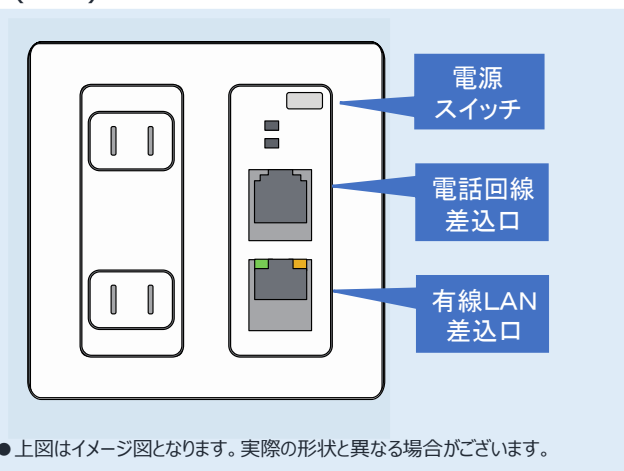 電源
スイッチ
電話回線
差込口
有線LAN
差込口
●上図はイメージ図となります。実際の形状と異なる場合がございます。